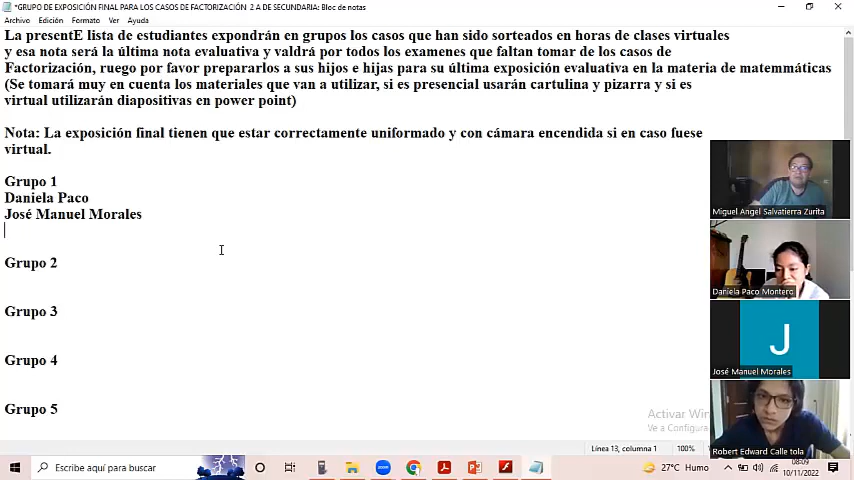 *GRUPO DE EXPOSICIÓN FINAL PARA LOS CASOS DE FACTORIZACIÓN 2 A DE SECUNDARIA: Bloc de notas
Archivo Edición Formato Ver Ayuda
La presentE lista de estudiantes expondrán en grupos los casos que han sido sorteados en horas de clases virtuales
y esa nota será la última nota evaluativa y valdrá por todos los examenes que faltan tomar de los casos de
Factorización, ruego por favor prepararlos a sus hijos e hijas para su última exposición evaluativa en la materia de matemmáticas
(Se tomará muy en cuenta los materiales que van a utilizar, si es presencial usarán cartulina y pizarra y si es
virtual utilizarán diapositivas en power point)
Nota: La exposición final tienen que estar correctamente uniformado y con cámara encendida si en caso fuese
virtual.
Grupo 1
Daniela Paco
José Manuel Morales
Grupo 2
Grupo 3
Grupo 4
Grupo 5
Miguel Angel Salvatierra Zurita
Daniela Paco Montero
J
José Manuel Morales
Robert Edward Calle tola
Activar Win
Ve a Configura
Línea 13, columna 1 100%
Escribe aquí para buscar
zoom
27°C Humo
08:09
10/11/2022